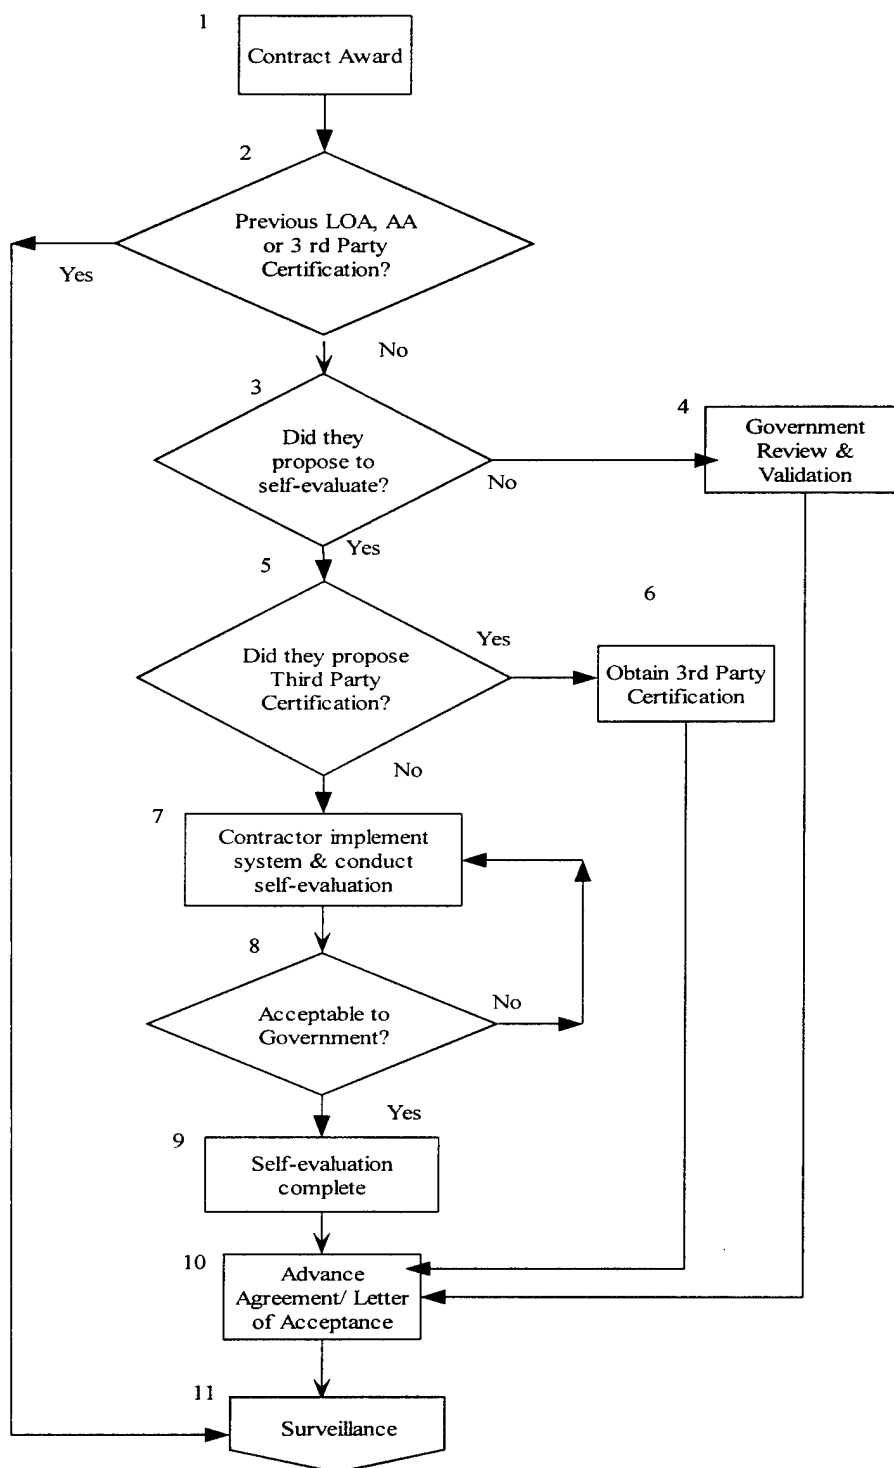 1
Contract Award
2
Previous LOA, AA
or 3 rd Party
Certification?
Yes
No
3
Did they
propose to
self-evaluate?
No
4
Government
Review &
Validation
Yes
5
Did they propose
Third Party
Certification?
Yes
6
Obtain 3rd Party
Certification
No
7
Contractor implement
system & conduct
self-evaluation
8
Acceptable to
Government?
No
Yes
9
Self-evaluation
complete
10
Advance
Agreement/ Letter
of Acceptance
11
Surveillance